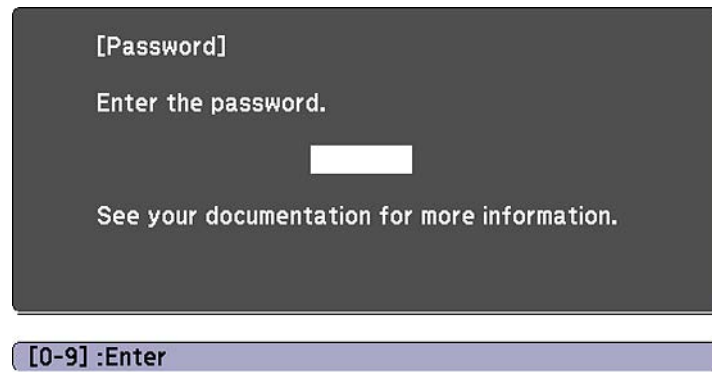 [Password]
Enter the password.
See your documentation for more information.
[0-9] :Enter